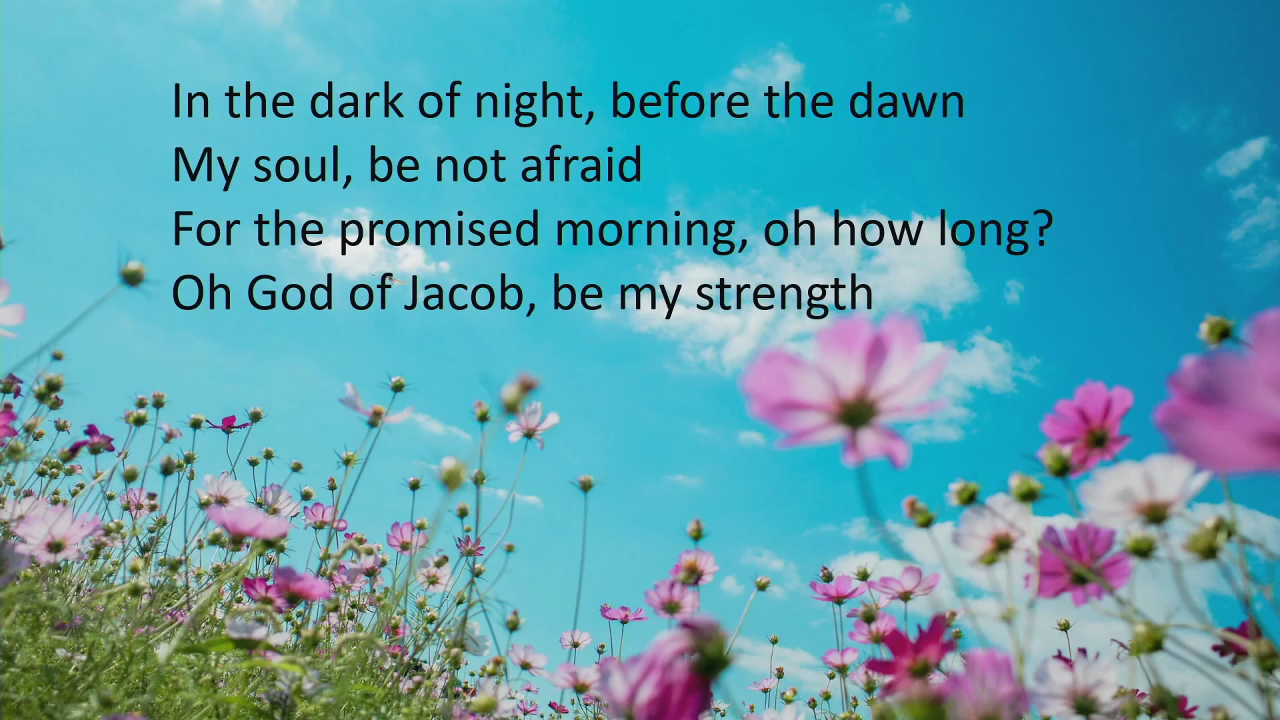 In the dark of night, before the dawn
My soul, be not afraid
For the promised morning, oh how long?
Oh God of Jacob, be my strength